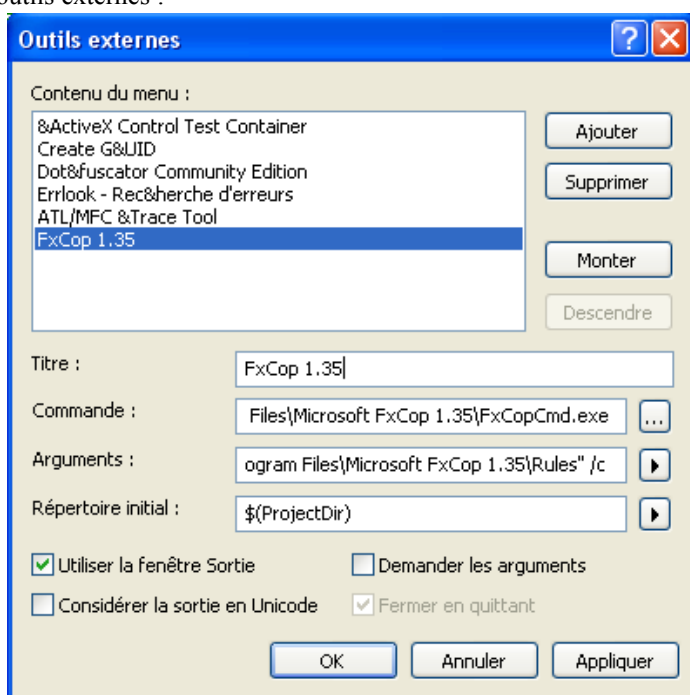 outils externes :
Outils externes
Contenu du menu :
&ActiveX Control Test Container
Create G&UID
Dot&fuscator Community Edition
Errlook - Rec&herche d'erreurs
ATL/MFC &Trace Tool
FxCop 1.35
Ajouter
Supprimer
Monter
Descendre
Titre :
FxCop 1.35
Commande :
Files\Microsoft FxCop 1.35\FxCopCmd.exe
...
Arguments :
ogram Files\Microsoft FxCop 1.35\Rules" /c
Répertoire initial :
$(ProjectDir)
Utiliser la fenêtre Sortie
Demander les arguments
Considérer la sortie en Unicode
Fermer en quittant
OK
Annuler
Appliquer